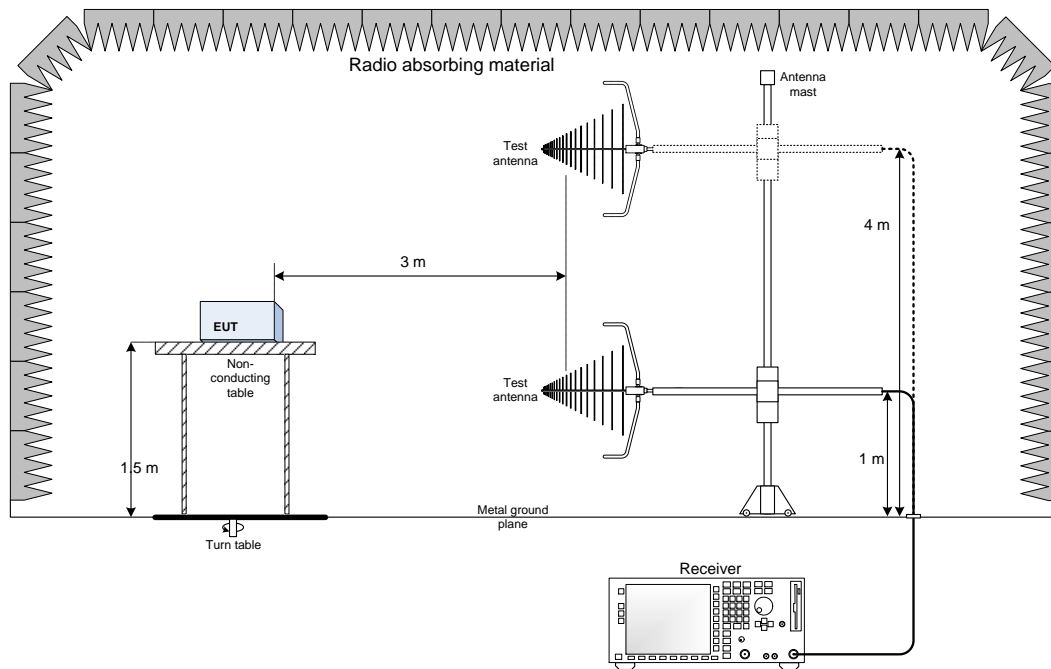 Radio absorbing material
Antenna
mast
Test
antenna
4 m
3 m
EUT
Non-
conducting
table
Test
antenna
1.5 m
1 m
Metal ground
plane
Turn table
Receiver